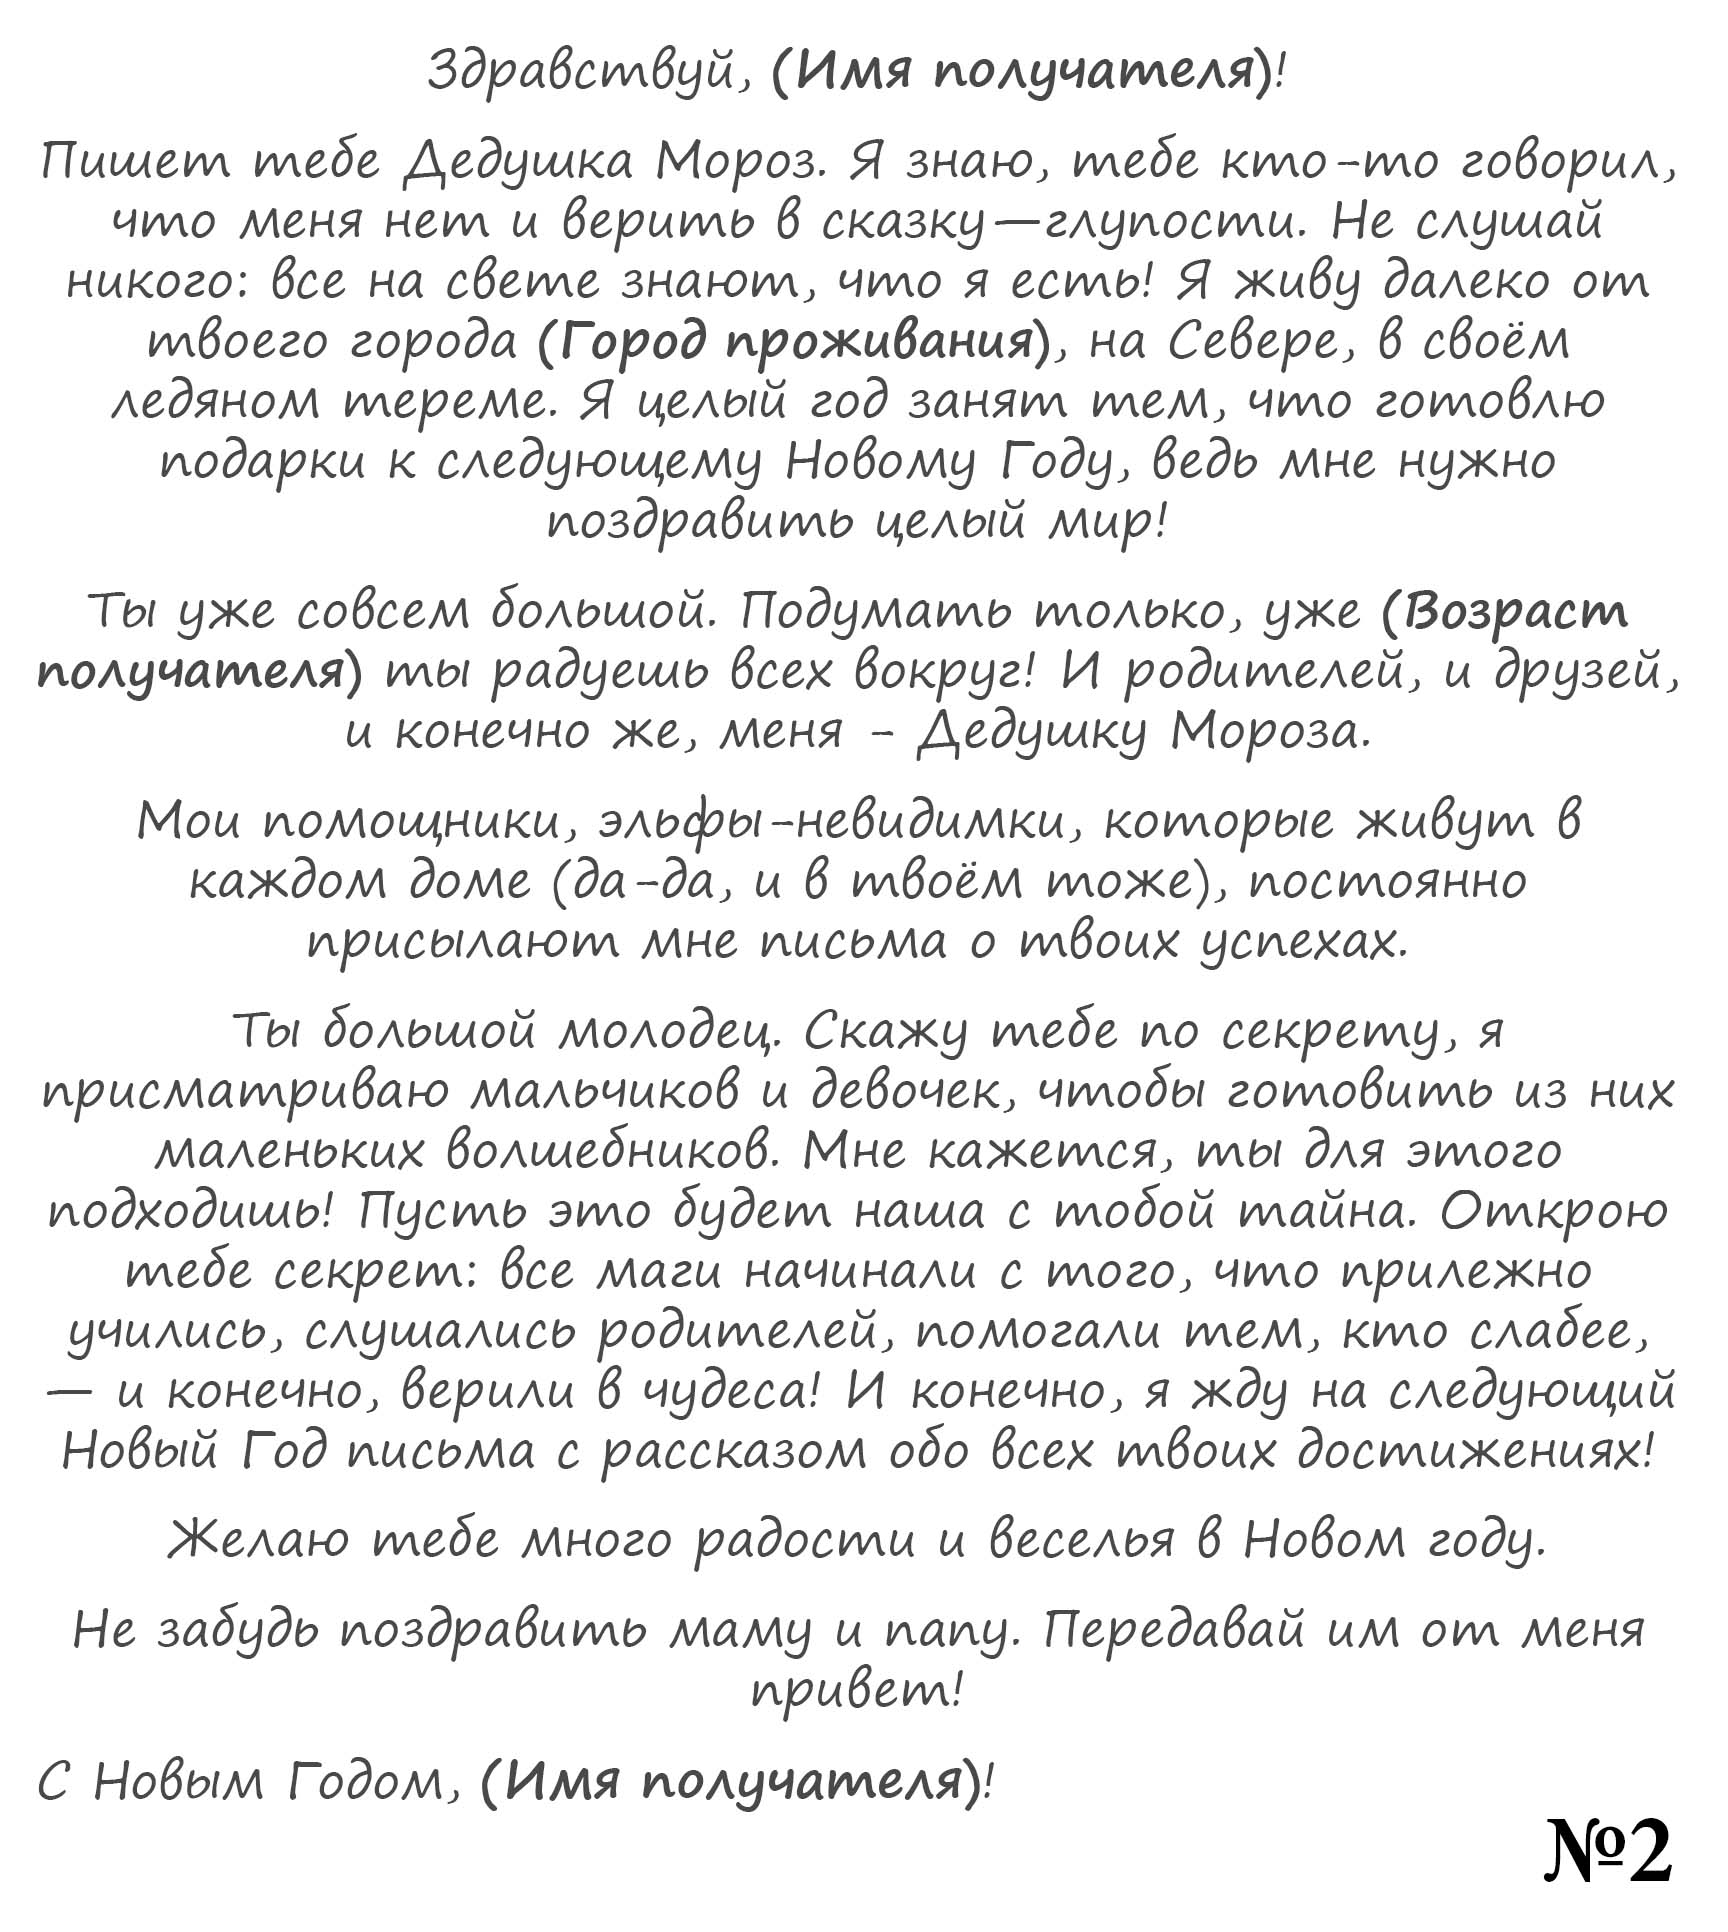 Здравствуй, (Имя получателя)!
Пишет тебе Дедушка Мороз. Я знаю, тебе кто-то говорил,
что меня нет и верить в сказку—глупости. Не слушай
никого: все на свете знают, что я есть! Я живу далеко от
твоего города (Город проживания), на Севере, в своём
ледяном тереме. Я целый год занят тем, что готовлю
подарки к следующему Новому Году, ведь мне нужно
поздравить целый мир!
Ты уже совсем большой. Подумать только, уже (Возраст
получателя) ты радуешь всех вокруг! И родителей, и друзей,
и конечно же, меня - Дедушку Мороза.
Мои помощники, эльфы-невидимки, которые живут в
каждом доме (да-да, и в твоём тоже), постоянно
присылают мне письма о твоих успехах.
Ты большой молодец. Скажу тебе по секрету, я
присматриваю мальчиков и девочек, чтобы готовить из них
маленьких волшебников. Мне кажется, ты для этого
подходишь! Пусть это будет наша с тобой тайна. Открою
тебе секрет: все маги начинали с того, что прилежно
учились, слушались родителей, помогали тем, кто слабее,
— и конечно, верили в чудеса! И конечно, я жду на следующий
Новый Год письма с рассказом обо всех твоих достижениях!
Желаю тебе много радости и веселья в Новом году.
Не забудь поздравить маму и папу. Передавай им от меня
привет!
С Новым Годом, (Имя получателя)!
№2